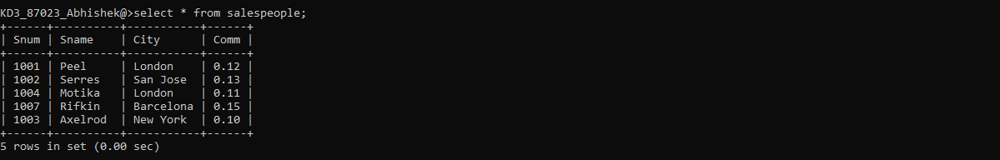 KD3_87023_Abhishek@>select * from salespeople;
+------+----------+-----------+------+
| Snum | Sname    | City      | Comm |
+------+----------+-----------+------+
| 1001 | Peel     | London    | 0.12 |
| 1002 | Serres   | San Jose  | 0.13 |
| 1004 | Motika   | London    | 0.11 |
| 1007 | Rifkin   | Barcelona | 0.15 |
| 1003 | Axelrod  | New York  | 0.10 |
+------+----------+-----------+------+
5 rows in set (0.00 sec)